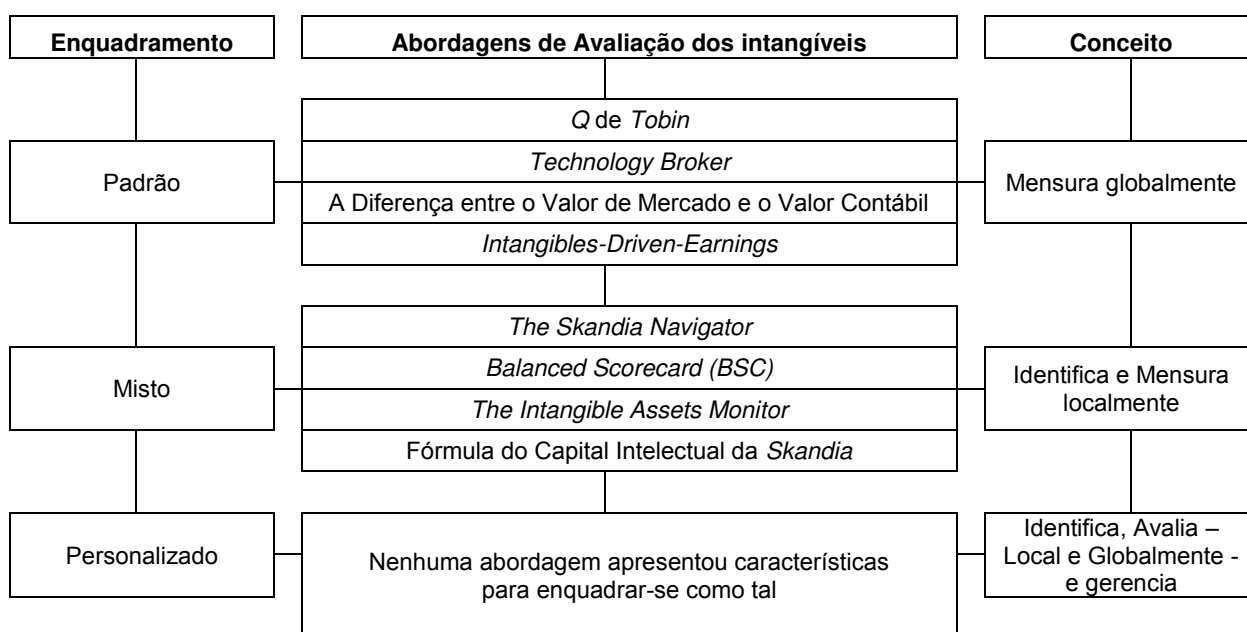 Enquadramento
Abordagens de Avaliação dos intangíveis
Conceito
Padrão
Q de Tobin
Technology Broker
A Diferença entre o Valor de Mercado e o Valor Contábil
Intangibles-Driven-Earnings
Mensura globalmente
Misto
The Skandia Navigator
Balanced Scorecard (BSC)
The Intangible Assets Monitor
Fórmula do Capital Intelectual da Skandia
Identifica e Mensura
localmente
Personalizado
Nenhuma abordagem apresentou características
para enquadrar-se como tal
Identifica, Avalia –
Local e Globalmente -
e gerencia